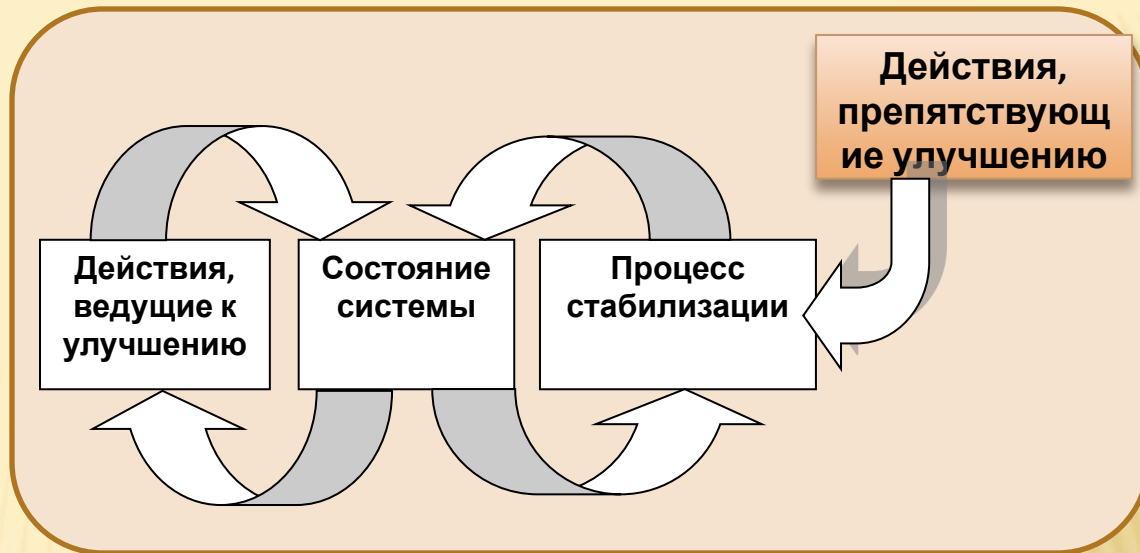 Действия,
препятствующ
ие улучшению
Действия,
ведущие к
улучшению
Состояние
системы
Процесс
стабилизации